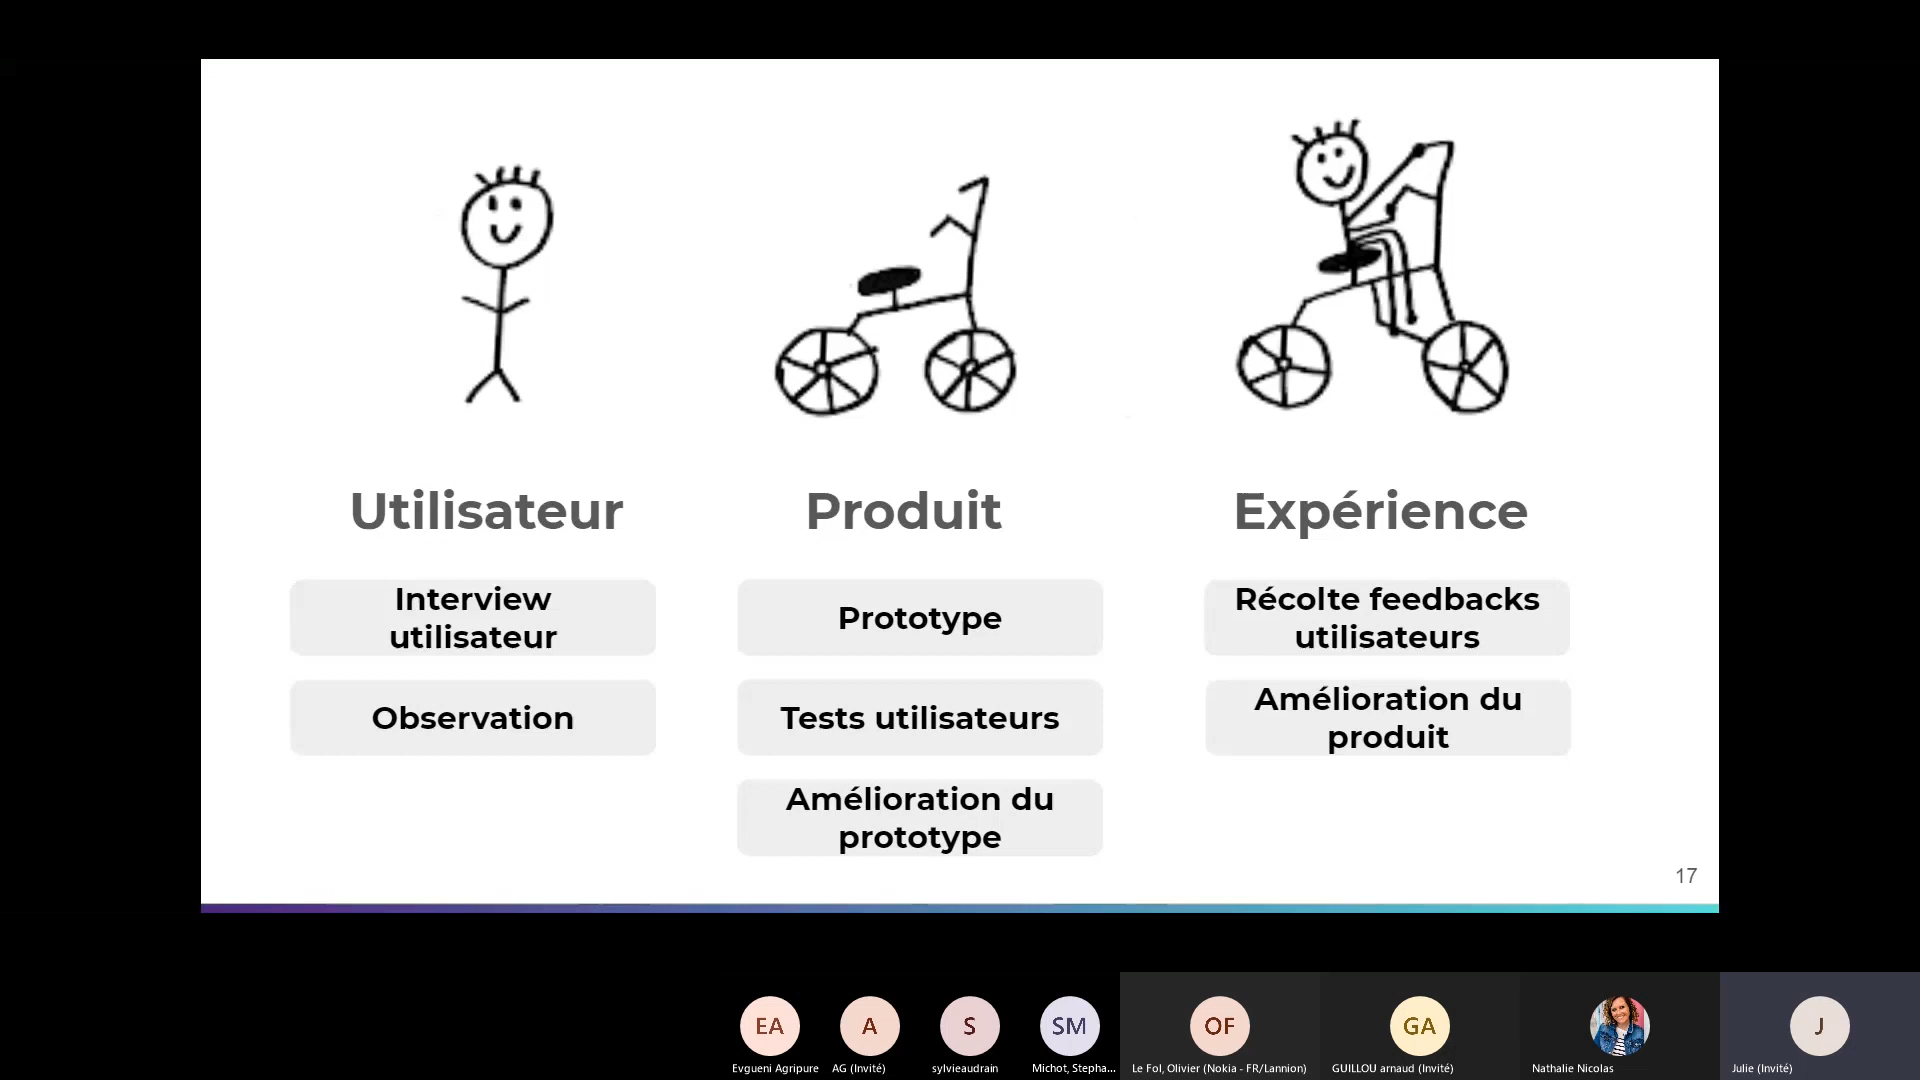 Utilisateur
Produit
Expérience
Interview
utilisateur
Observation
Prototype
Tests utilisateurs
Amélioration du
prototype
Récolte feedbacks
utilisateurs
Amélioration du
produit
17
EA
A
S
SM
OF
GA
J
Evgueni Agripure
AG (Invité)
sylvieaudrain
Michot, Stepha...
Le Fol, Olivier (Nokia - FR/Lannion)
GUILLOU arnaud (Invité)
Nathalie Nicolas
Julie (Invité)